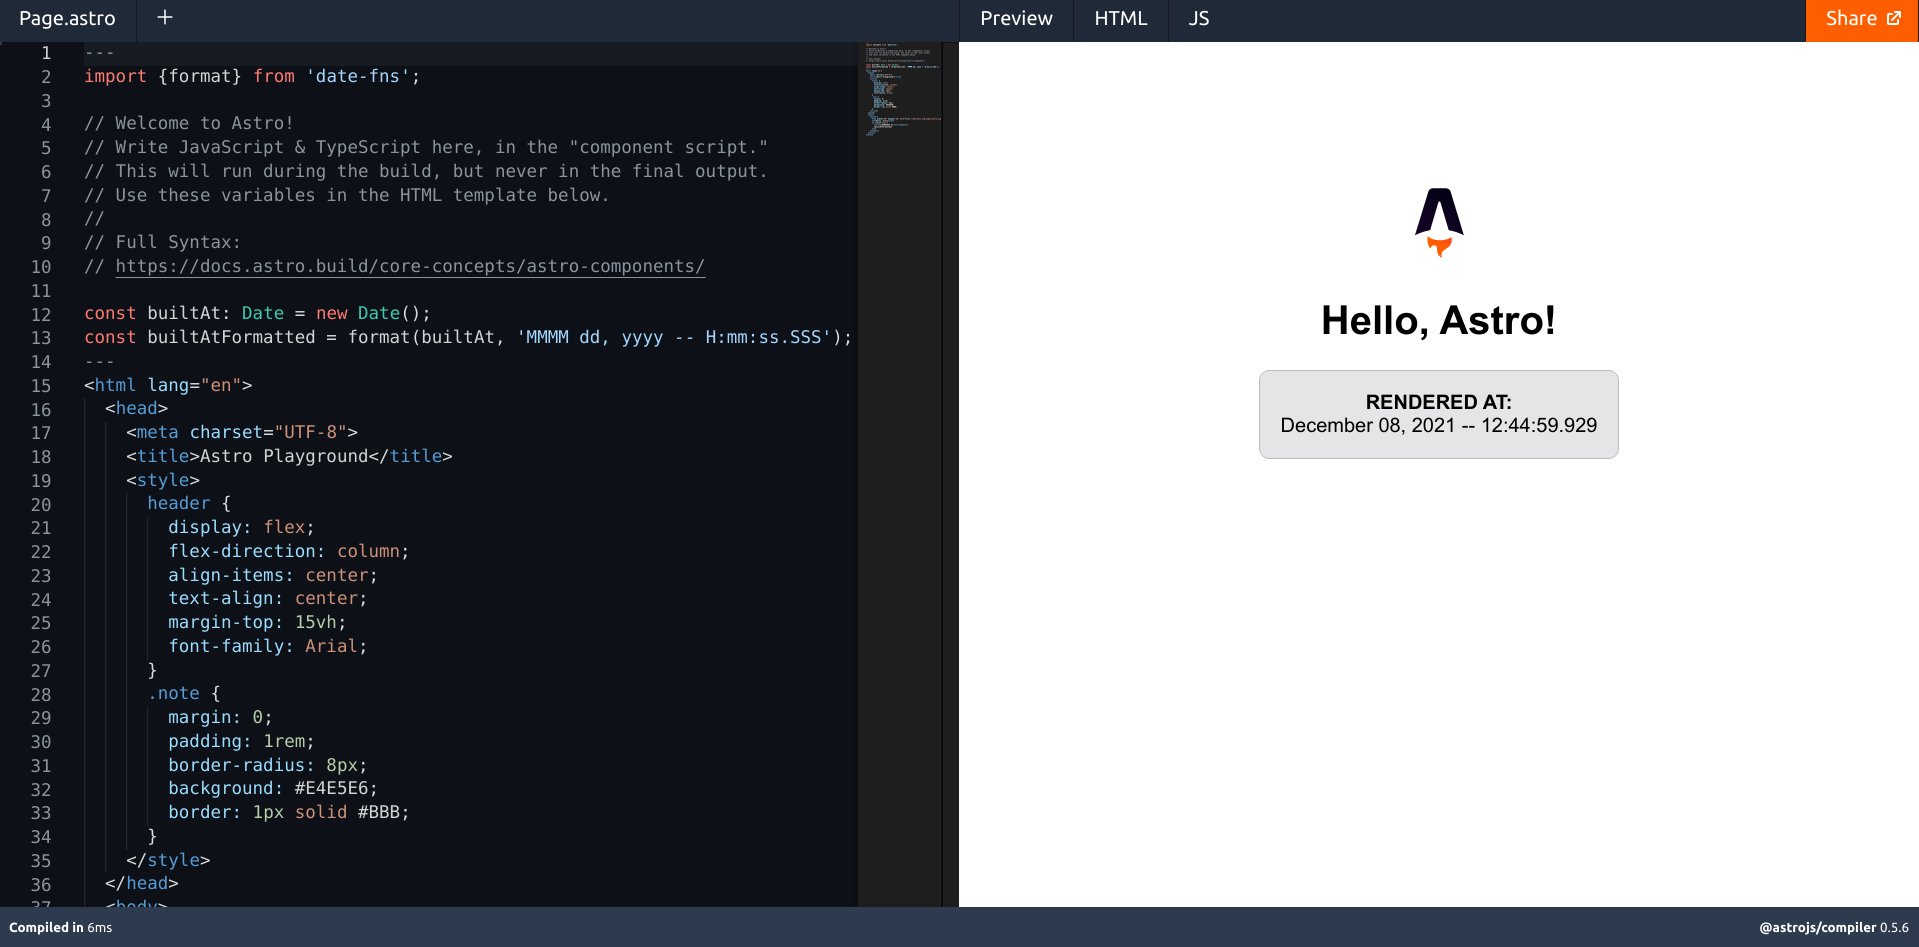 Page.astro
+
Preview
HTML
JS
Share
1 ---
2 import {format} from 'date-fns';
3
4 // Welcome to Astro!
5 // Write JavaScript & TypeScript here, in the "component script."
6 // This will run during the build, but never in the final output.
7 // Use these variables in the HTML template below.
8 //
9 // Full Syntax:
10 // https://docs.astro.build/core-concepts/astro-components/
11
12 const builtAt: Date = new Date();
13 const builtAtFormatted = format(builtAt, 'MMMM dd, yyyy -- H:mm:ss.SSS');
14 ---
15 <html lang="en">
16 <head>
17 <meta charset="UTF-8">
18 <title>Astro Playground</title>
19 <style>
20 header {
21 display: flex;
22 flex-direction: column;
23 align-items: center;
24 text-align: center;
25 margin-top: 15vh;
26 font-family: Arial;
27 }
28 .note {
29 margin: 0;
30 padding: 1rem;
31 border-radius: 8px;
32 background: #E4E5E6;
33 border: 1px solid #BBB;
34 }
35 </style>
36 </head>
37 <body>
Hello, Astro!
RENDERED AT:
December 08, 2021 -- 12:44:59.929
Compiled in 6ms
@astrojs/compiler 0.5.6